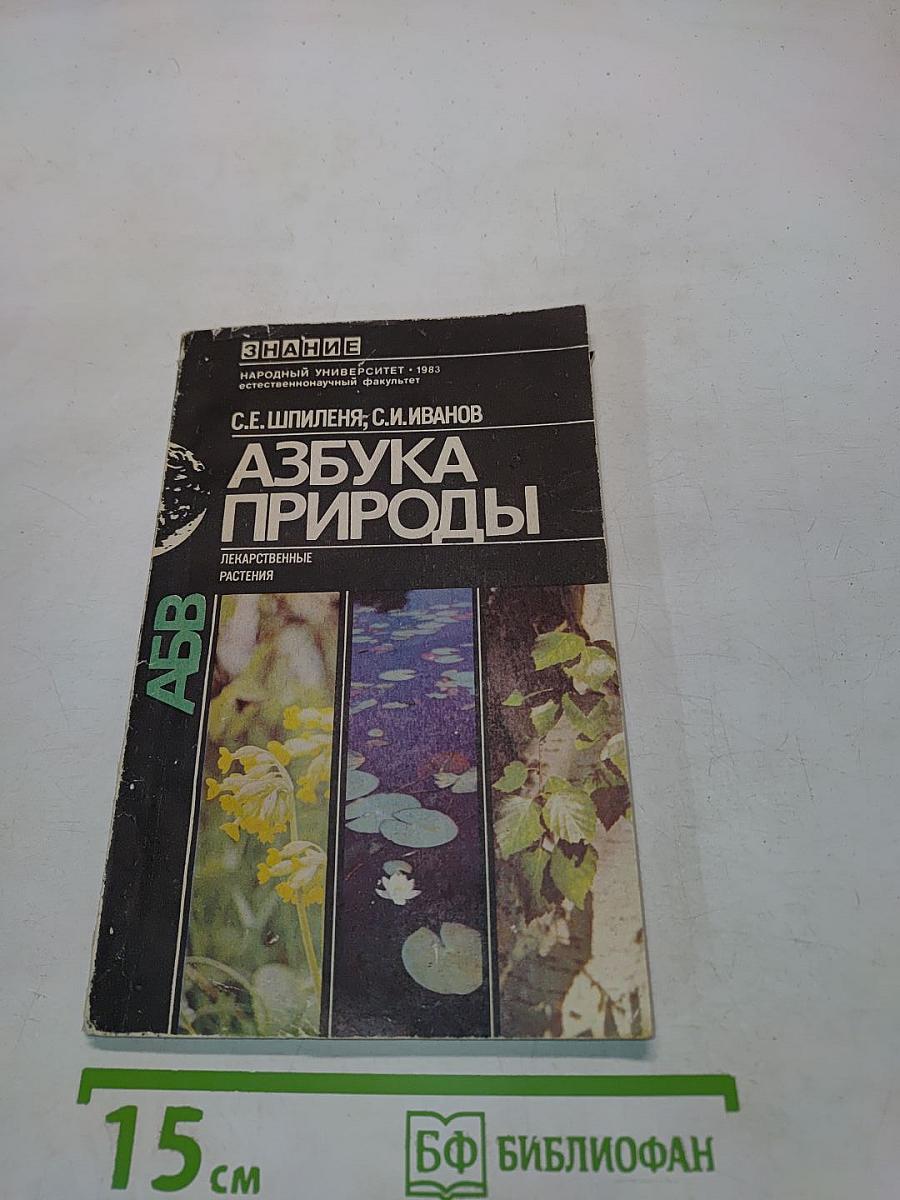 ЗНАНИЕ
НАРОДНЫЙ УНИВЕРСИТЕТ • 1983
естественнонаучный факультет
С.Е. ШПИЛЕНЯ, С.И. ИВАНОВ
АЗБУКА
ПРИРОДЫ
ЛЕКАРСТВЕННЫЕ
РАСТЕНИЯ
АБВ
15 см
БФ БИБЛИОФАН